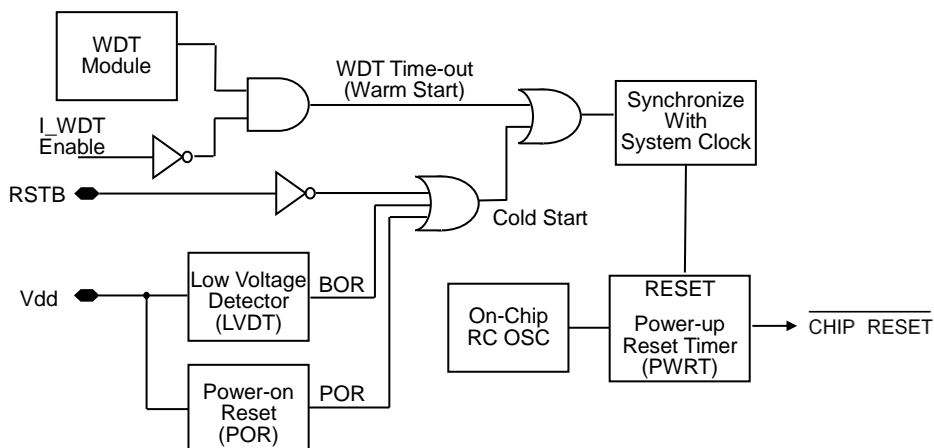 WDT
Module
WDT Time-out
(Warm Start)
Synchronize
With
System Clock
I_WDT
Enable
RSTB
Cold Start
Vdd
Low Voltage
Detector
(LVDT)
BOR
On-Chip
RC OSC
RESET
Power-up
Reset Timer
(PWRT)
CHIP RESET
Power-on
Reset
(POR)
POR